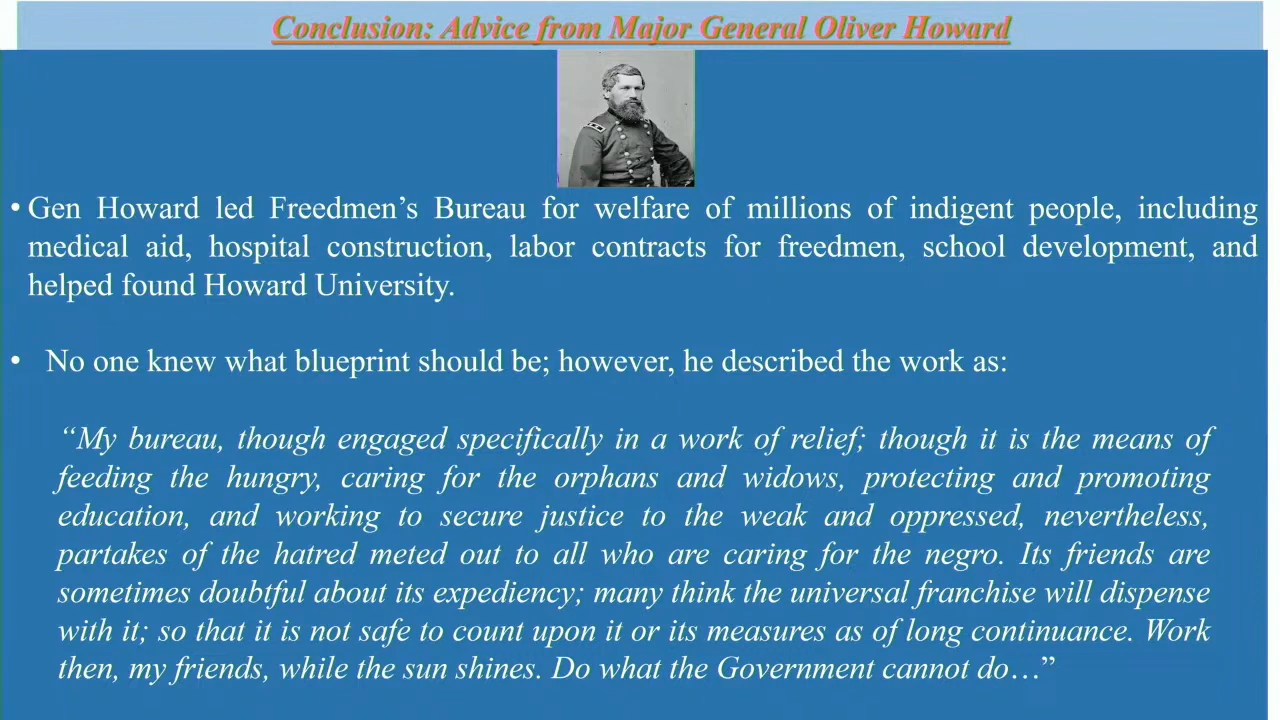 Conclusion: Advice from Major General Oliver Howard
• Gen Howard led Freedmen’s Bureau for welfare of millions of indigent people, including
medical aid, hospital construction, labor contracts for freedmen, school development, and
helped found Howard University.
• No one knew what blueprint should be; however, he described the work as:
“My bureau, though engaged specifically in a work of relief; though it is the means of
feeding the hungry, caring for the orphans and widows, protecting and promoting
education, and working to secure justice to the weak and oppressed, nevertheless,
partakes of the hatred meted out to all who are caring for the negro. Its friends are
sometimes doubtful about its expediency; many think the universal franchise will dispense
with it; so that it is not safe to count upon it or its measures as of long continuance. Work
then, my friends, while the sun shines. Do what the Government cannot do…”